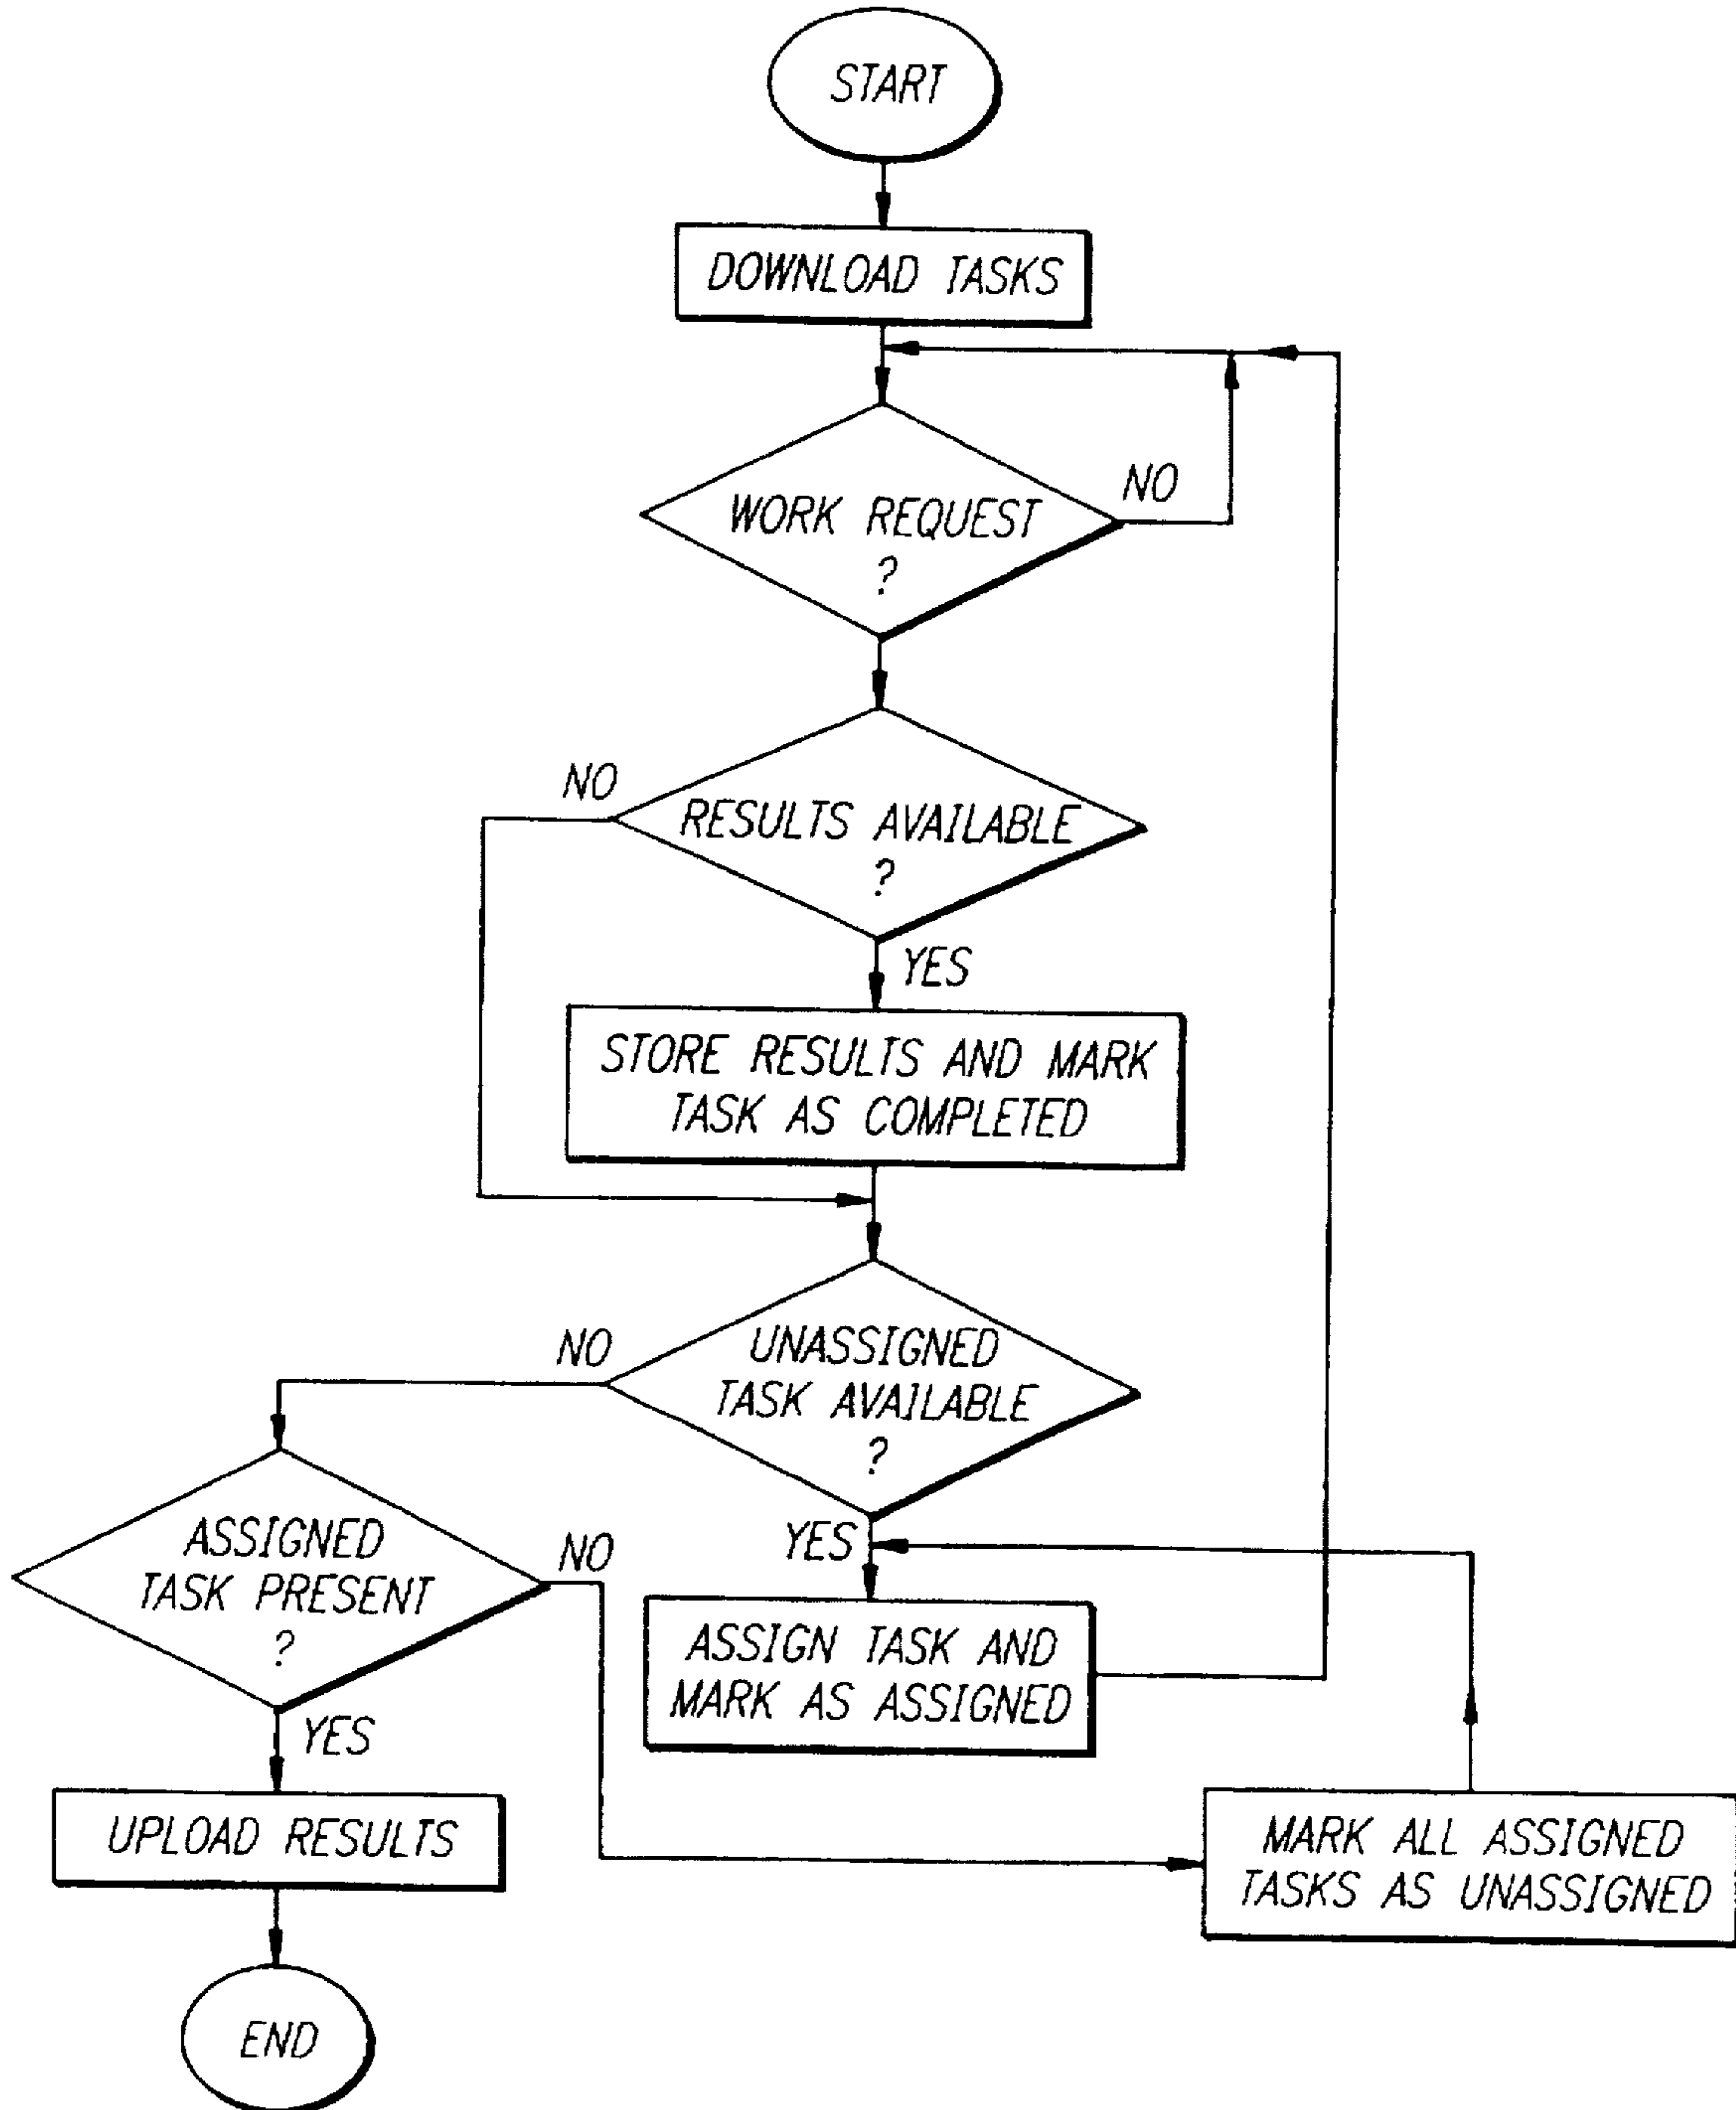 START
DOWNLOAD TASKS
NO
WORK REQUEST
?
NO
RESULTS AVAILABLE
?
YES
STORE RESULTS AND MARK
TASK AS COMPLETED
NO
UNASSIGNED
TASK AVAILABLE
?
YES
ASSIGNED
TASK PRESENT
?
NO
YES
ASSIGN TASK AND
MARK AS ASSIGNED
UPLOAD RESULTS
MARK ALL ASSIGNED
TASKS AS UNASSIGNED
END